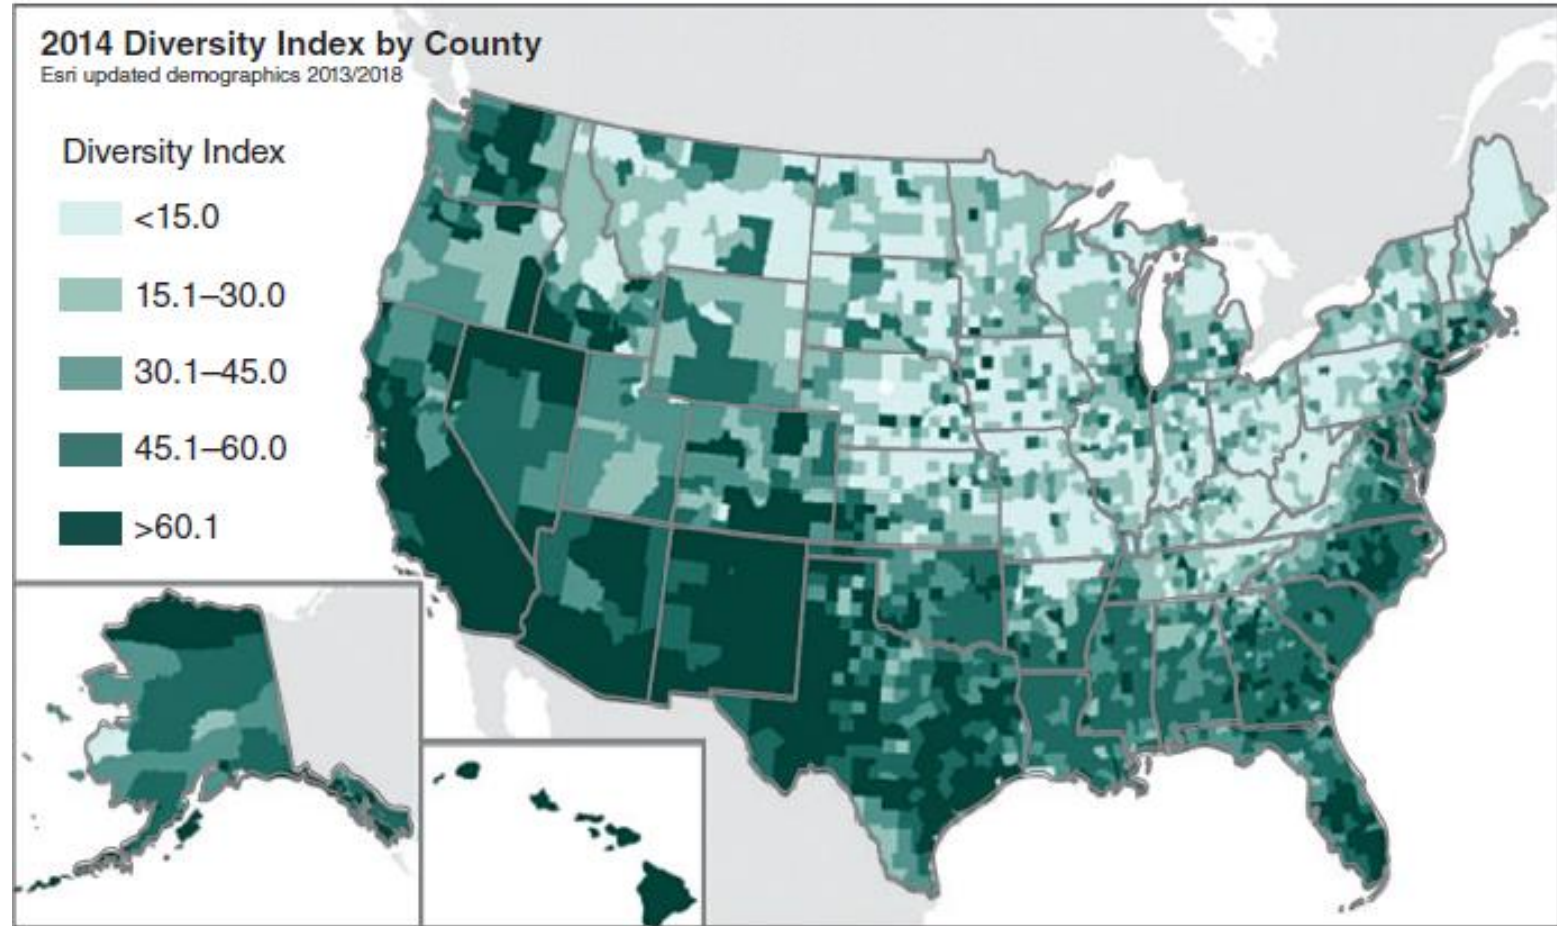 2014 Diversity Index by County
Esri updated demographics 2013/2018
Diversity Index
<15.0
15.1–30.0
30.1–45.0
45.1–60.0
>60.1